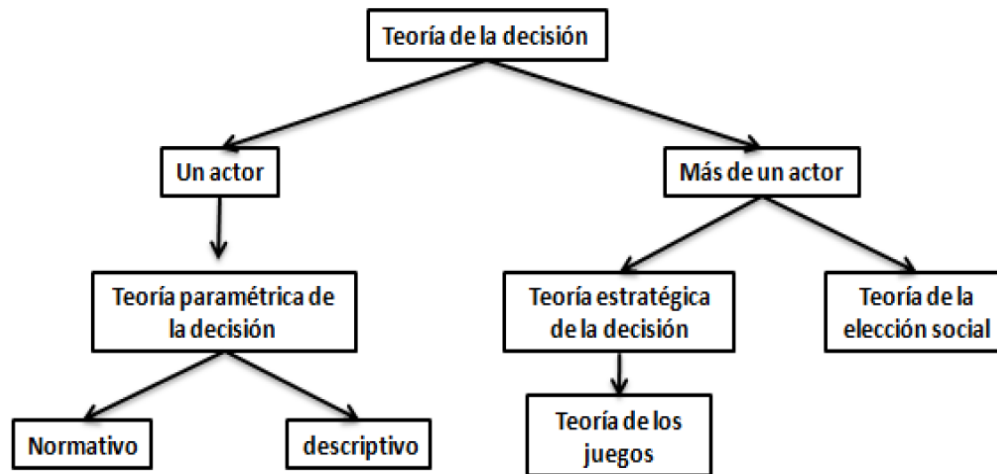 Teoría de la decisión
Un actor
Más de un actor
Teoría paramétrica de
la decisión
Teoría estratégica
de la decisión
Teoría de la
elección social
Normativo
descriptivo
Teoría de los
juegos